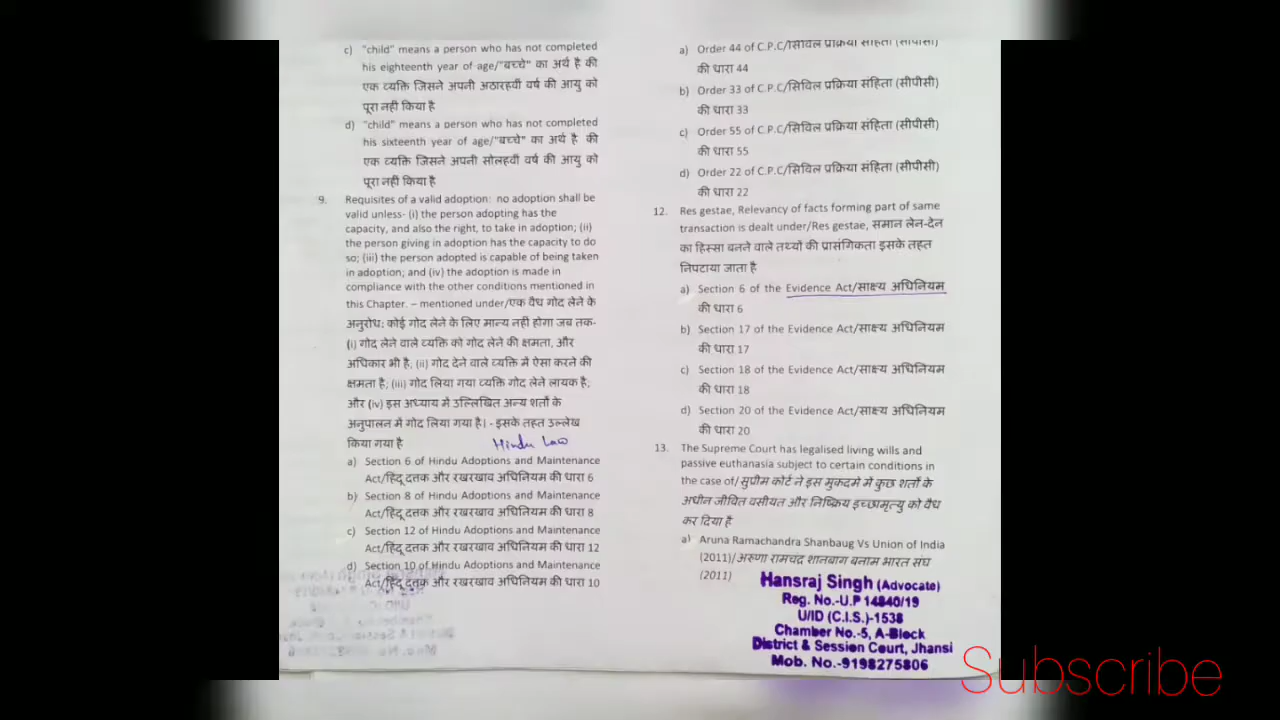 c) "child" means a person who has not completed
his eighteenth year of age/"बच्चे" का अर्थ है की
एक व्यक्ति जिसने अपनी अठारहवीं वर्ष की आयु को
पूरा नहीं किया है
d) "child" means a person who has not completed
his sixteenth year of age/"बच्चे" का अर्थ है की
एक व्यक्ति जिसने अपनी सोलहवीं वर्ष की आयु को
पूरा नहीं किया है
9. Requisites of a valid adoption: no adoption shall be
valid unless- (i) the person adopting has the
capacity, and also the right, to take in adoption; (ii)
the person giving in adoption has the capacity to do
so; (iii) the person adopted is capable of being taken
in adoption; and (iv) the adoption is made in
compliance with the other conditions mentioned in
this Chapter. – mentioned under/एक वैध गोद लेने के
अनुरोध: कोई गोद लेने के लिए मान्य नहीं होगा जब तक-
(i) गोद लेने वाले व्यक्ति को गोद लेने की क्षमता, और
अधिकार भी है; (ii) गोद देने वाले व्यक्ति में ऐसा करने की
क्षमता है; (iii) गोद लिया गया व्यक्ति गोद लेने लायक है;
और (iv) इस अध्याय में उल्लिखित अन्य शर्तों के
अनुपालन में गोद लिया गया है। - इसके तहत उल्लेख
किया गया है Hindu Law
a) Section 6 of Hindu Adoptions and Maintenance
Act/हिंदू दत्तक और रखरखाव अधिनियम की धारा 6
b) Section 8 of Hindu Adoptions and Maintenance
Act/हिंदू दत्तक और रखरखाव अधिनियम की धारा 8
c) Section 12 of Hindu Adoptions and Maintenance
Act/हिंदू दत्तक और रखरखाव अधिनियम की धारा 12
d) Section 10 of Hindu Adoptions and Maintenance
Act/हिंदू दत्तक और रखरखाव अधिनियम की धारा 10
a) Order 44 of C.P.C/सिविल प्रक्रिया संहिता (सीपीसी)
की धारा 44
b) Order 33 of C.P.C/सिविल प्रक्रिया संहिता (सीपीसी)
की धारा 33
c) Order 55 of C.P.C/सिविल प्रक्रिया संहिता (सीपीसी)
की धारा 55
d) Order 22 of C.P.C/सिविल प्रक्रिया संहिता (सीपीसी)
की धारा 22
12. Res gestae, Relevancy of facts forming part of same
transaction is dealt under/Res gestae, समान लेन-देन
का हिस्सा बनने वाले तथ्यों की प्रासंगिकता इसके तहत
निपटाया जाता है
a) Section 6 of the Evidence Act/साक्ष्य अधिनियम
की धारा 6
b) Section 17 of the Evidence Act/साक्ष्य अधिनियम
की धारा 17
c) Section 18 of the Evidence Act/साक्ष्य अधिनियम
की धारा 18
d) Section 20 of the Evidence Act/साक्ष्य अधिनियम
की धारा 20
13. The Supreme Court has legalised living wills and
passive euthanasia subject to certain conditions in
the case of/ सुप्रीम कोर्ट ने इस मुकदमे में कुछ शर्तों के
अधीन जीवित वसीयत और निष्क्रिय इच्छामृत्यु को वैध
कर दिया है
a) Aruna Ramachandra Shanbaug Vs Union of India
(2011)/अरुणा रामचंद्र शानबाग बनाम भारत संघ
(2011)
Hansraj Singh (Advocate)
Reg. No.-U.P 14840/19
U/ID (C.I.S.)-1538
Chamber No.-5, A-Block
District & Session Court, Jhansi
Mob. No.-9198275806
Subscribe